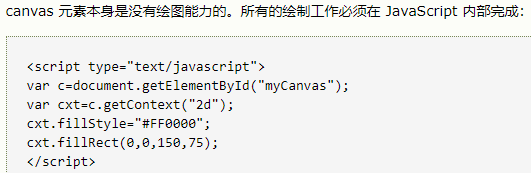 canvas 元素本身是没有绘图能力的。所有的绘制工作必须在 JavaScript 内部完成：
<script type="text/javascript">
var c=document.getElementById("myCanvas");
var cxt=c.getContext("2d");
cxt.fillStyle="#FF0000";
cxt.fillRect(0,0,150,75);
</script>